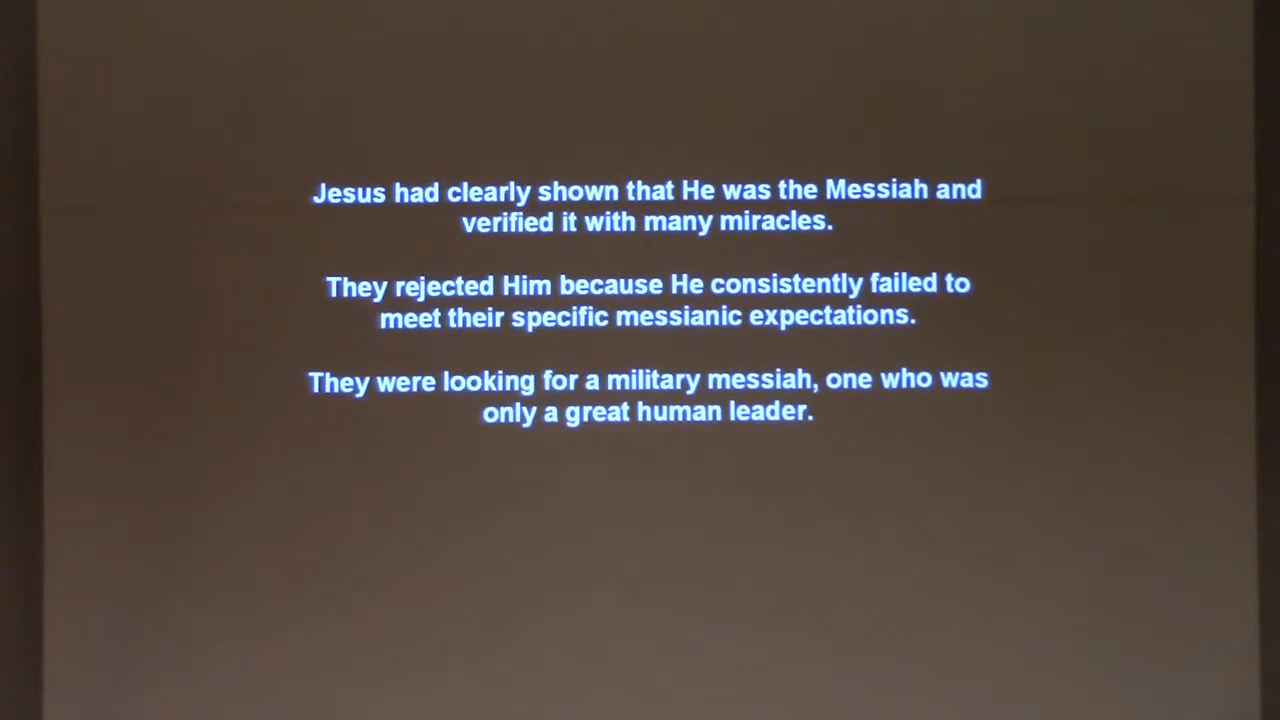 Jesus had clearly shown that He was the Messiah and
verified it with many miracles.
They rejected Him because He consistently failed to
meet their specific messianic expectations.
They were looking for a military messiah, one who was
only a great human leader.